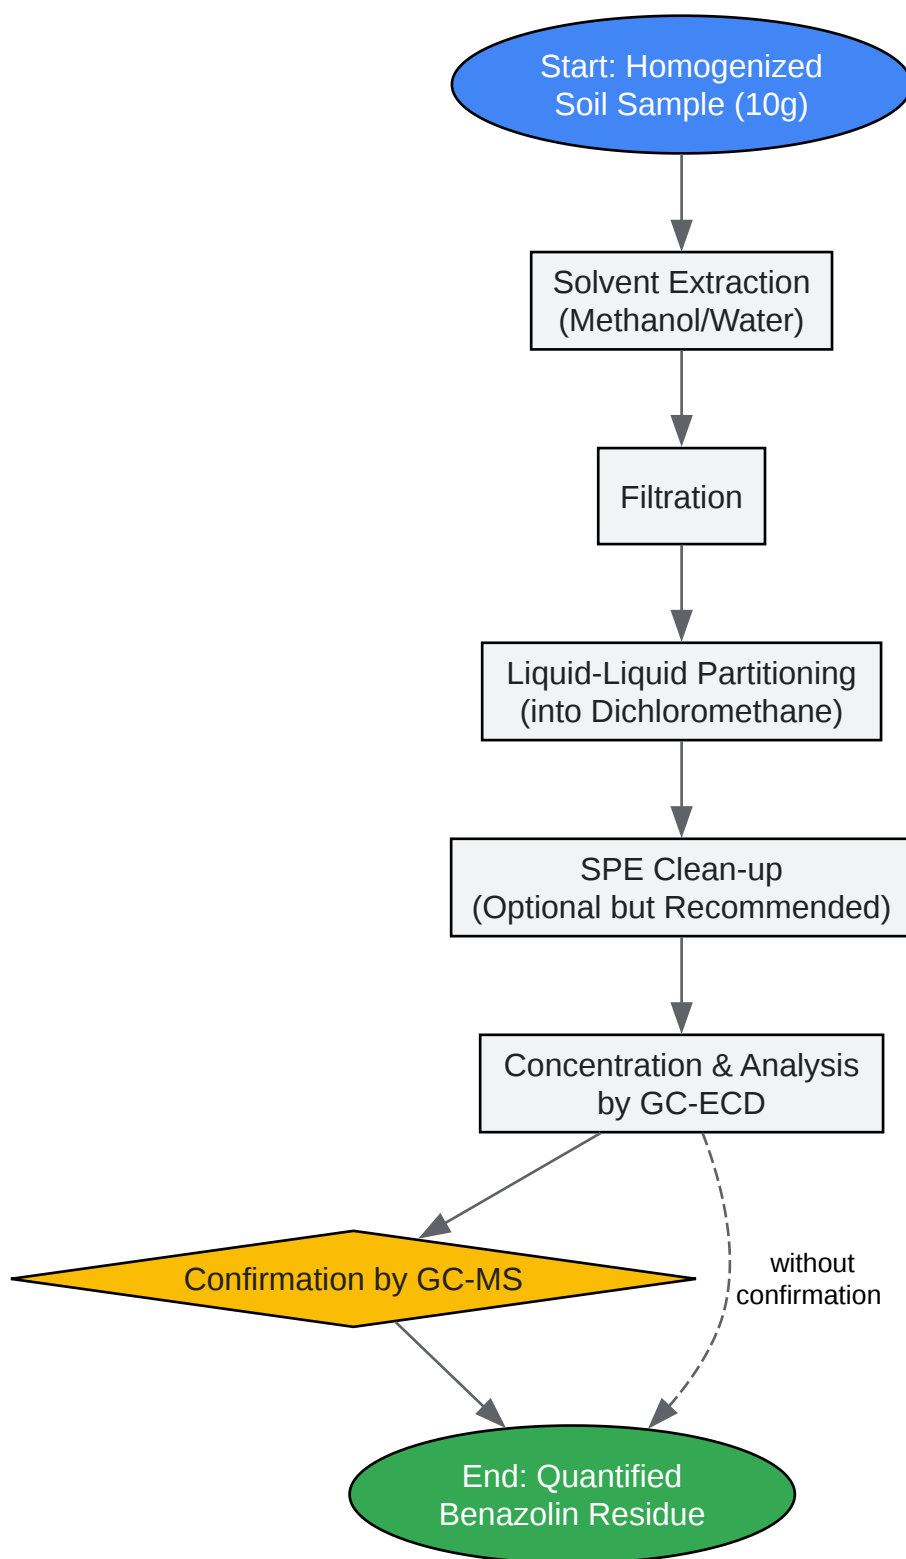 Start: Homogenized
Soil Sample (10g)
Solvent Extraction
(Methanol/Water)
Filtration
Liquid-Liquid Partitioning
(into Dichloromethane)
SPE Clean-up
(Optional but Recommended)
Concentration & Analysis
by GC-ECD
Confirmation by GC-MS
without
confirmation
End: Quantified
Benazolin Residue